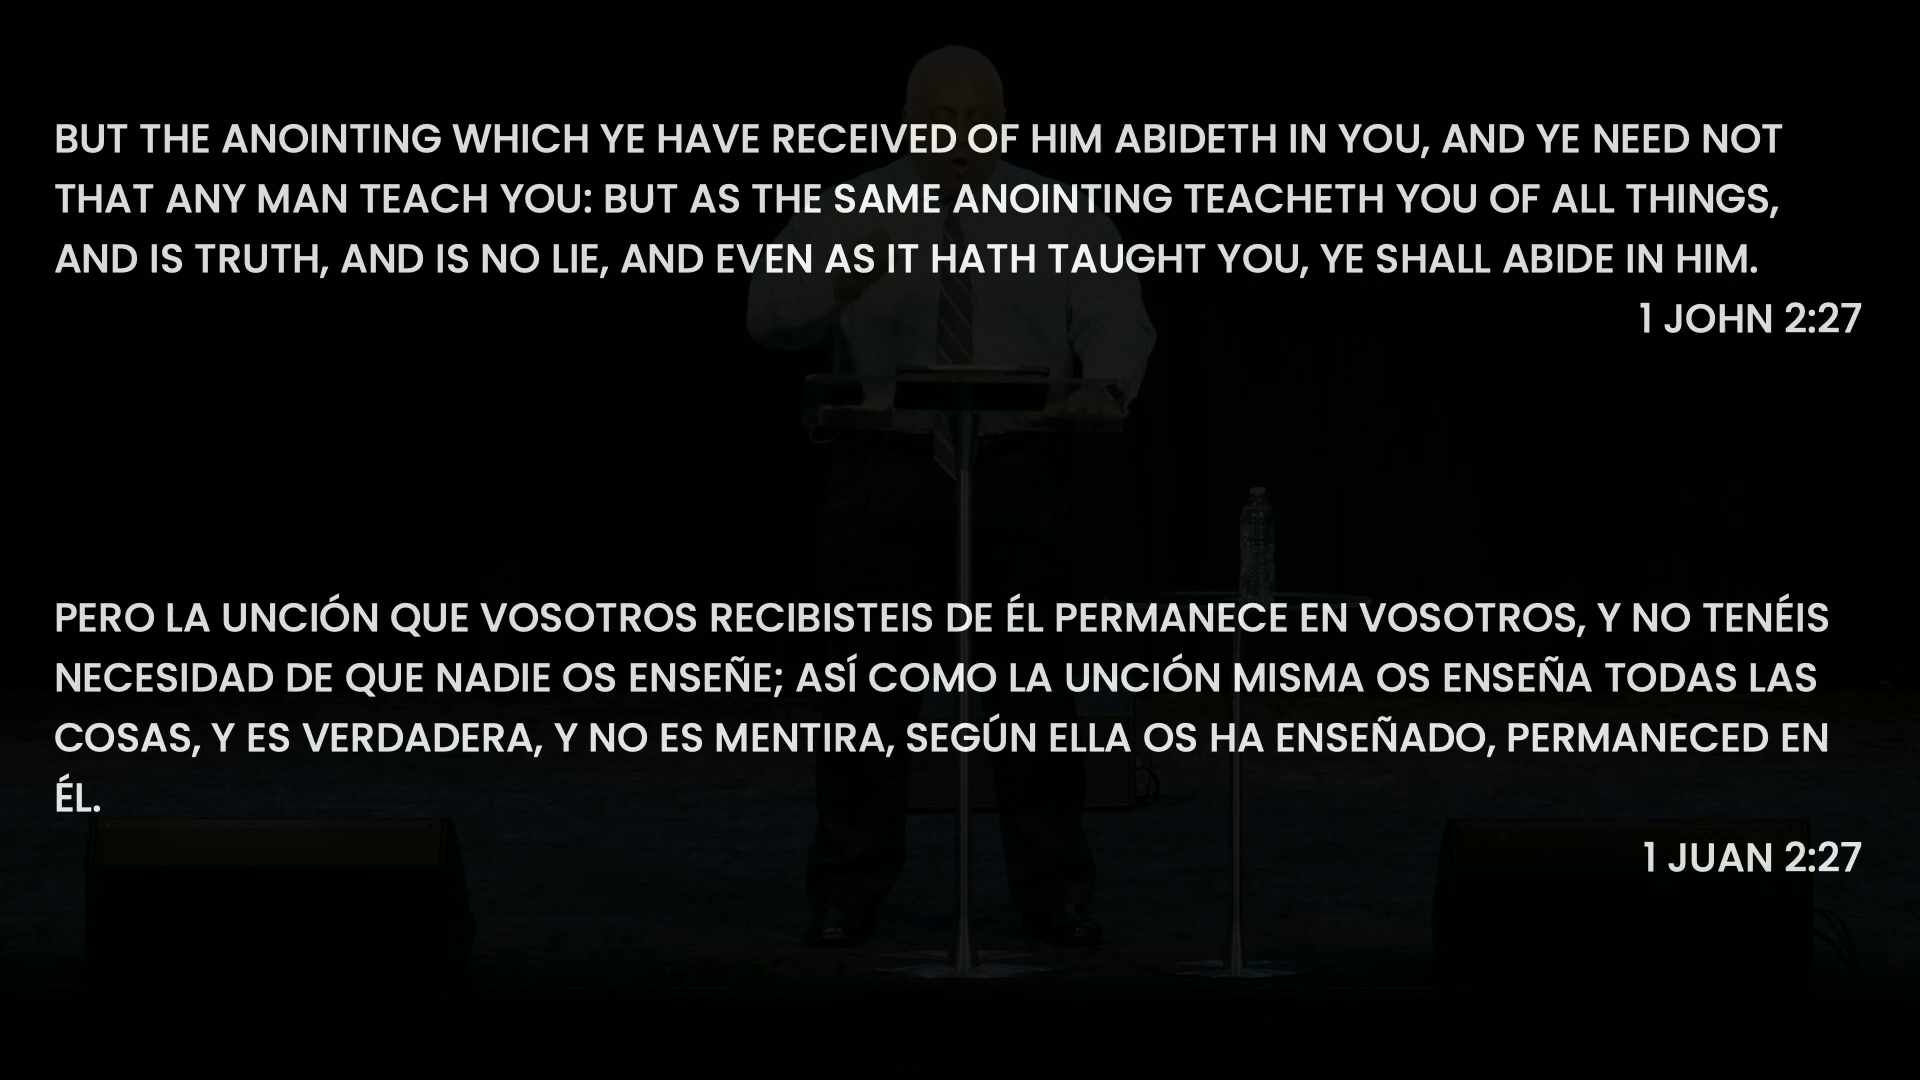 BUT THE ANOINTING WHICH YE HAVE RECEIVED OF HIM ABIDETH IN YOU, AND YE NEED NOT
THAT ANY MAN TEACH YOU: BUT AS THE SAME ANOINTING TEACHETH YOU OF ALL THINGS,
AND IS TRUTH, AND IS NO LIE, AND EVEN AS IT HATH TAUGHT YOU, YE SHALL ABIDE IN HIM.
1 JOHN 2:27
PERO LA UNCIÓN QUE VOSOTROS RECIBISTEIS DE ÉL PERMANECE EN VOSOTROS, Y NO TENÉIS
NECESIDAD DE QUE NADIE OS ENSEÑE; ASÍ COMO LA UNCIÓN MISMA OS ENSEÑA TODAS LAS
COSAS, Y ES VERDADERA, Y NO ES MENTIRA, SEGÚN ELLA OS HA ENSEÑADO, PERMANECED EN
ÉL.
1 JUAN 2:27